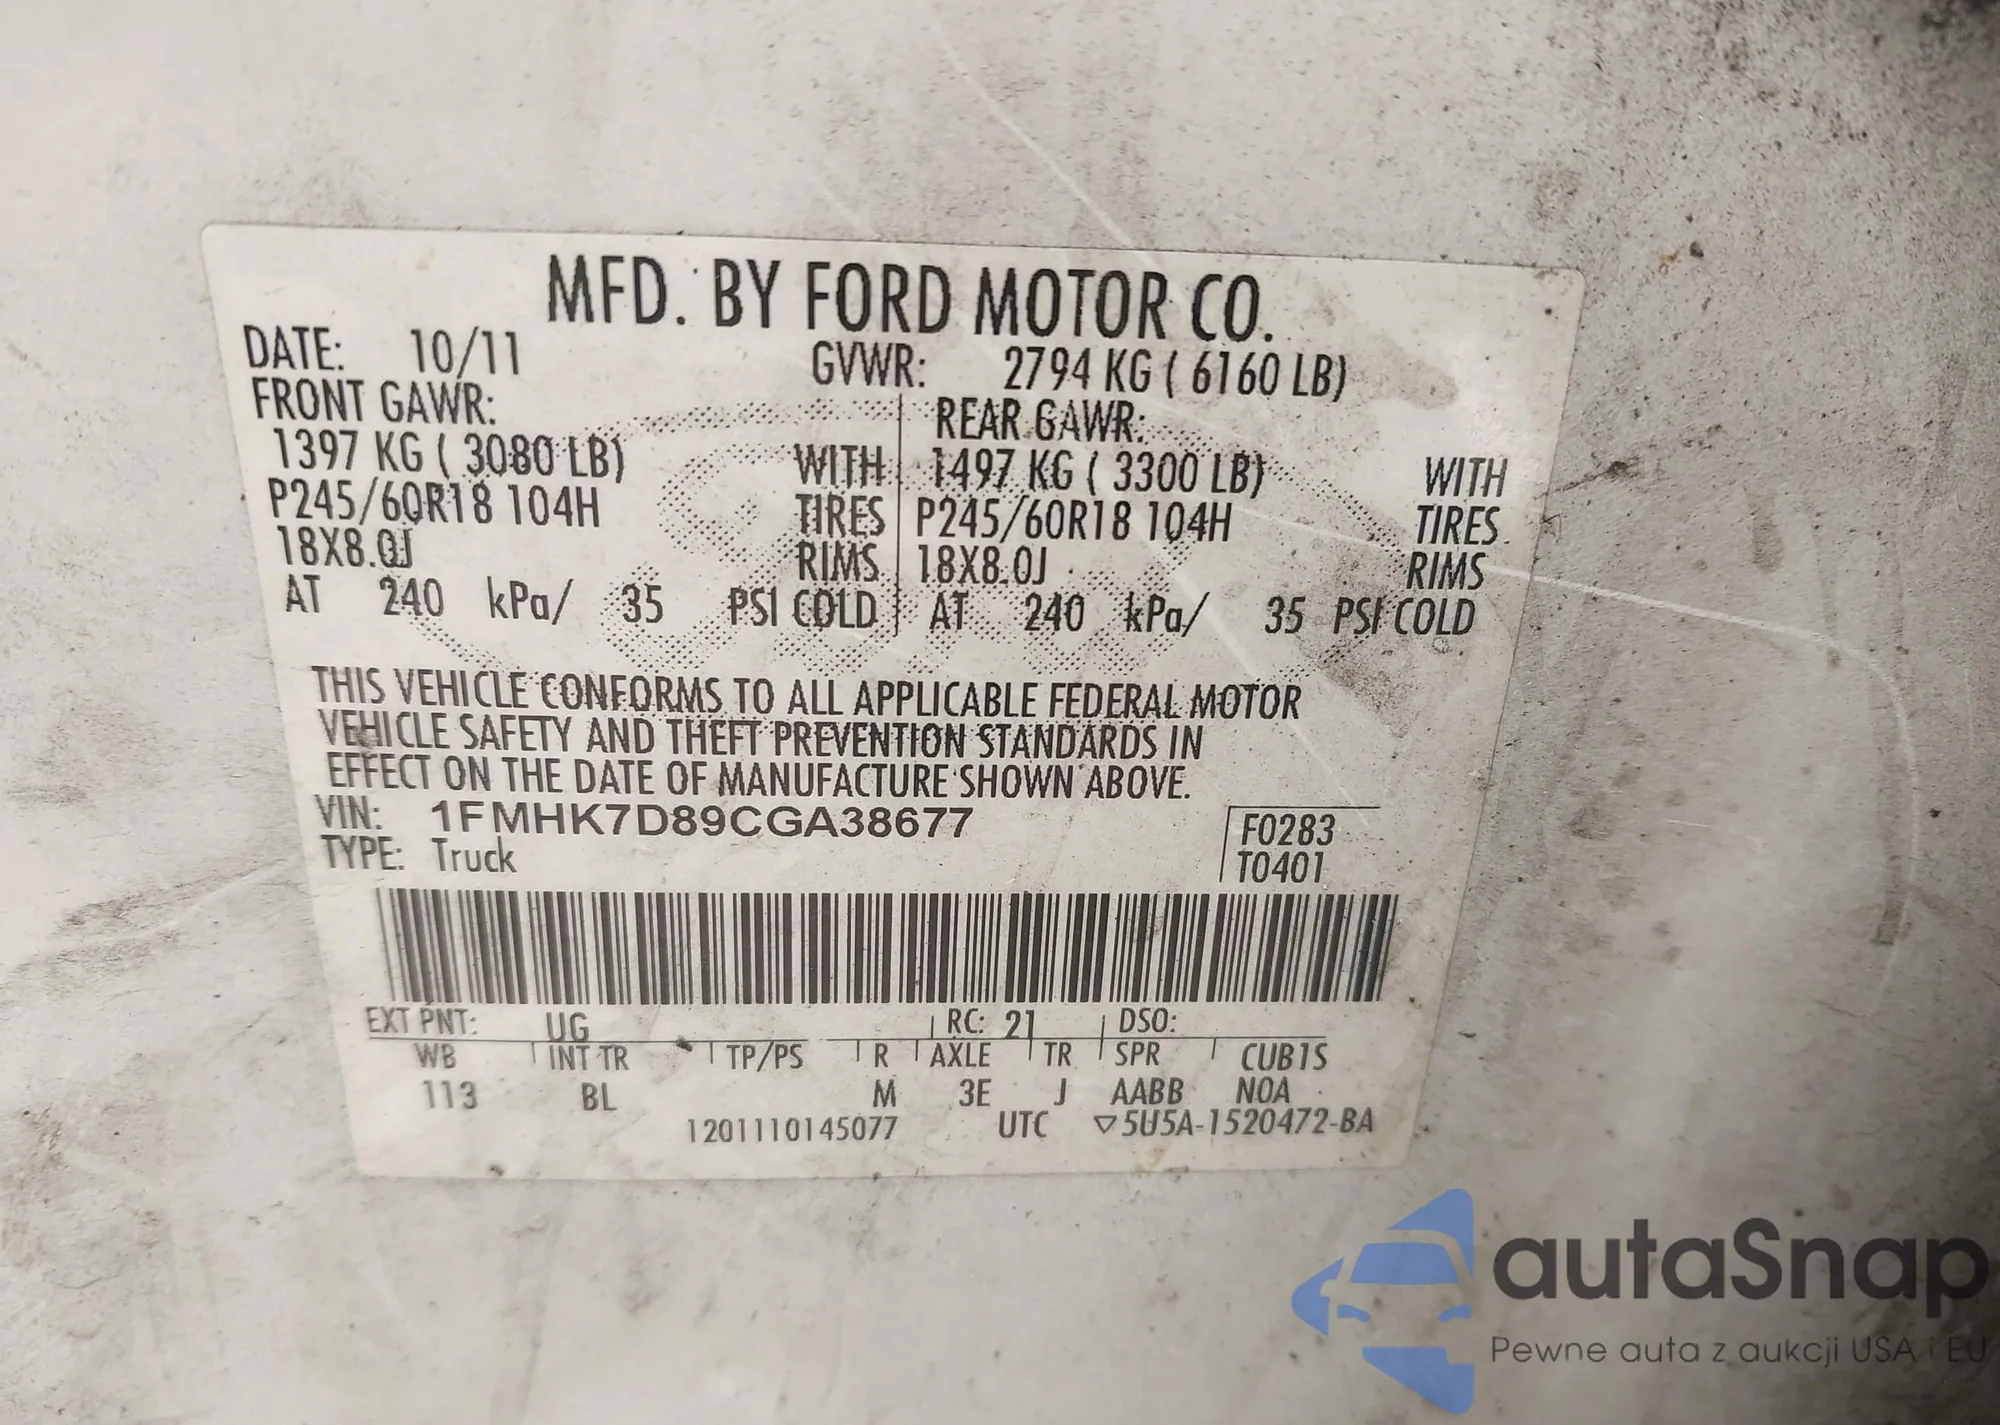 MFD. BY FORD MOTOR CO.
DATE: 10/11 GVWR: 2794 KG ( 6160 LB)
FRONT GAWR: REAR GAWR:
1397 KG ( 3080 LB) WITH 1497 KG ( 3300 LB) WITH
P245/60R18 104H TIRES P245/60R18 104H TIRES
18X8.0J RIMS 18X8.0J RIMS
AT 240 kPa/ 35 PSI COLD AT 240 kPa/ 35 PSI COLD
THIS VEHICLE CONFORMS TO ALL APPLICABLE FEDERAL MOTOR
VEHICLE SAFETY AND THEFT PREVENTION STANDARDS IN
EFFECT ON THE DATE OF MANUFACTURE SHOWN ABOVE.
VIN: 1FMHK7D89CGA38677 F0283
TYPE: Truck T0401
EXT PNT: UG RC: 21 DSO:
WB INT TR TP/PS R AXLE TR SPR CUB1S
113 BL M 3E J AABB NOA
1201110145077 UTC ▽5U5A-1520472-BA
autaSnap
Pewne auta z aukcji USA i EU